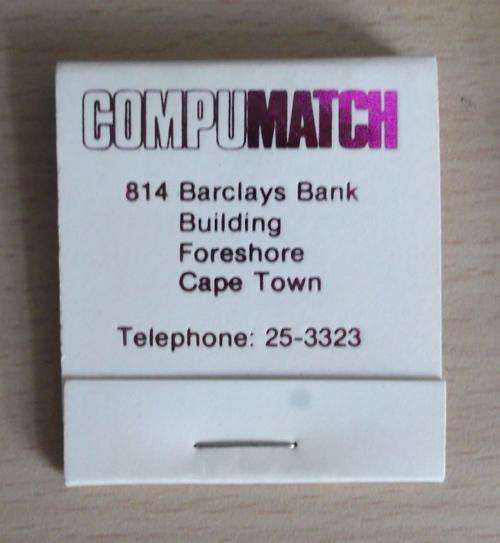 COMPUMATCH
814 Barclays Bank
Building
Foreshore
Cape Town
Telephone: 25-3323